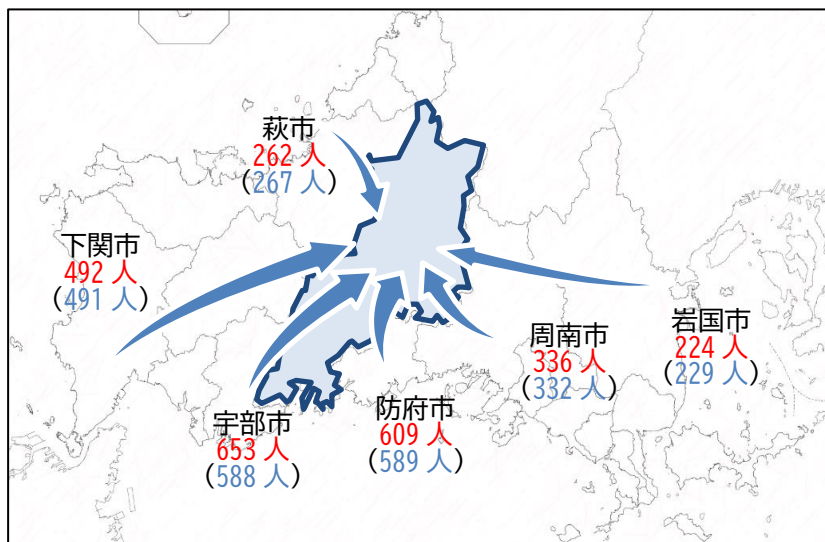 萩市
262 人
(267 人)
下関市
492 人
(491 人)
岩国市
224 人
(229 人)
周南市
336 人
(332 人)
防府市
609 人
(589 人)
宇部市
653 人
(588 人)